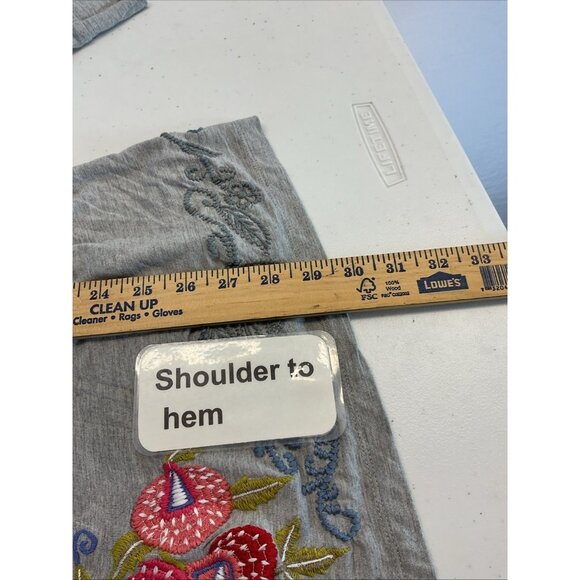 LIFETIME
24 25 26 27 28 29 30 31 32 33
CLEAN UP
Cleaner • Rags • Gloves
FSC
100%
Wood
LOWE'S
Shoulder to
hem